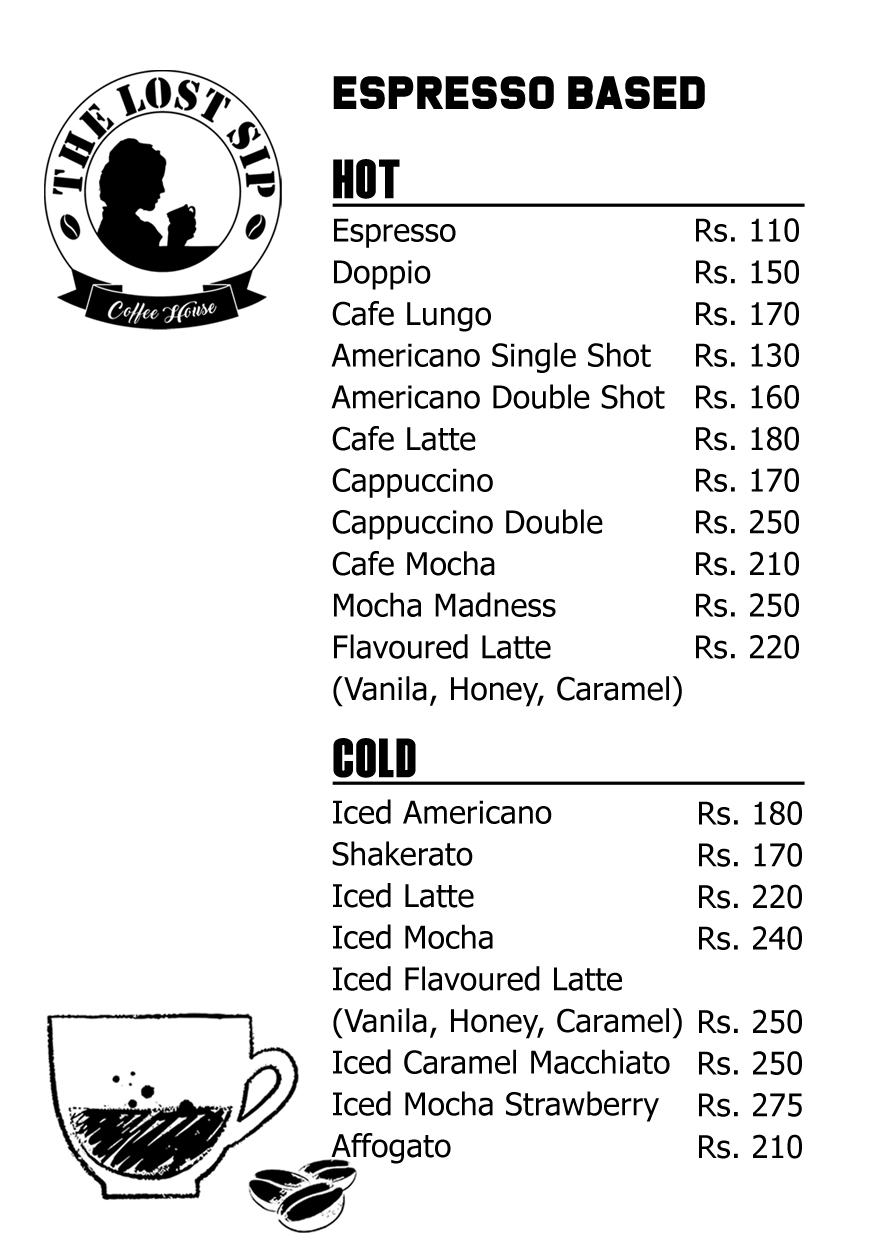 THE LOST SIP
Coffee House
ESPRESSO BASED
HOT
Espresso Rs. 110
Doppio Rs. 150
Cafe Lungo Rs. 170
Americano Single Shot Rs. 130
Americano Double Shot Rs. 160
Cafe Latte Rs. 180
Cappuccino Rs. 170
Cappuccino Double Rs. 250
Cafe Mocha Rs. 210
Mocha Madness Rs. 250
Flavoured Latte Rs. 220
(Vanila, Honey, Caramel)
COLD
Iced Americano Rs. 180
Shakerato Rs. 170
Iced Latte Rs. 220
Iced Mocha Rs. 240
Iced Flavoured Latte
(Vanila, Honey, Caramel) Rs. 250
Iced Caramel Macchiato Rs. 250
Iced Mocha Strawberry Rs. 275
Affogato Rs. 210